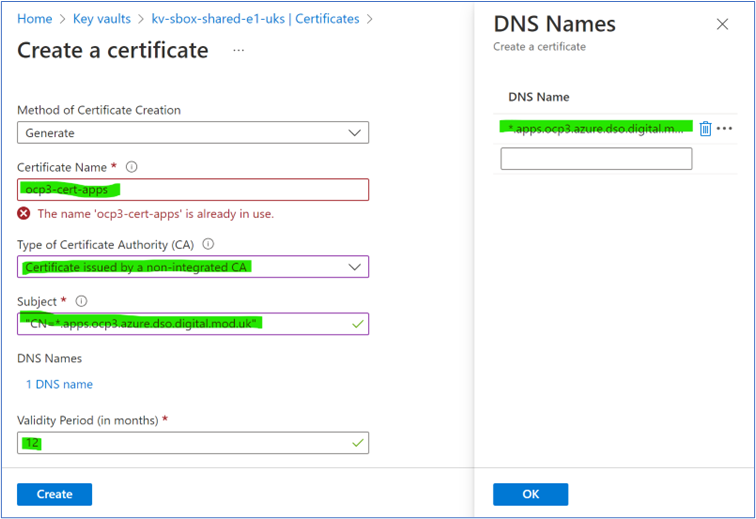 Home > Key vaults > kv-sbox-shared-e1-uks | Certificates >
Create a certificate ...
Method of Certificate Creation
Generate
Certificate Name *
ocp3-cert-apps
The name 'ocp3-cert-apps' is already in use.
Type of Certificate Authority (CA)
Certificate issued by a non-integrated CA
Subject *
"CN=*.apps.ocp3.azure.dso.digital.mod.uk"
DNS Names
1 DNS name
Validity Period (in months) *
12
Create
DNS Names
Create a certificate
DNS Name
*.apps.ocp3.azure.dso.digital.m...
OK